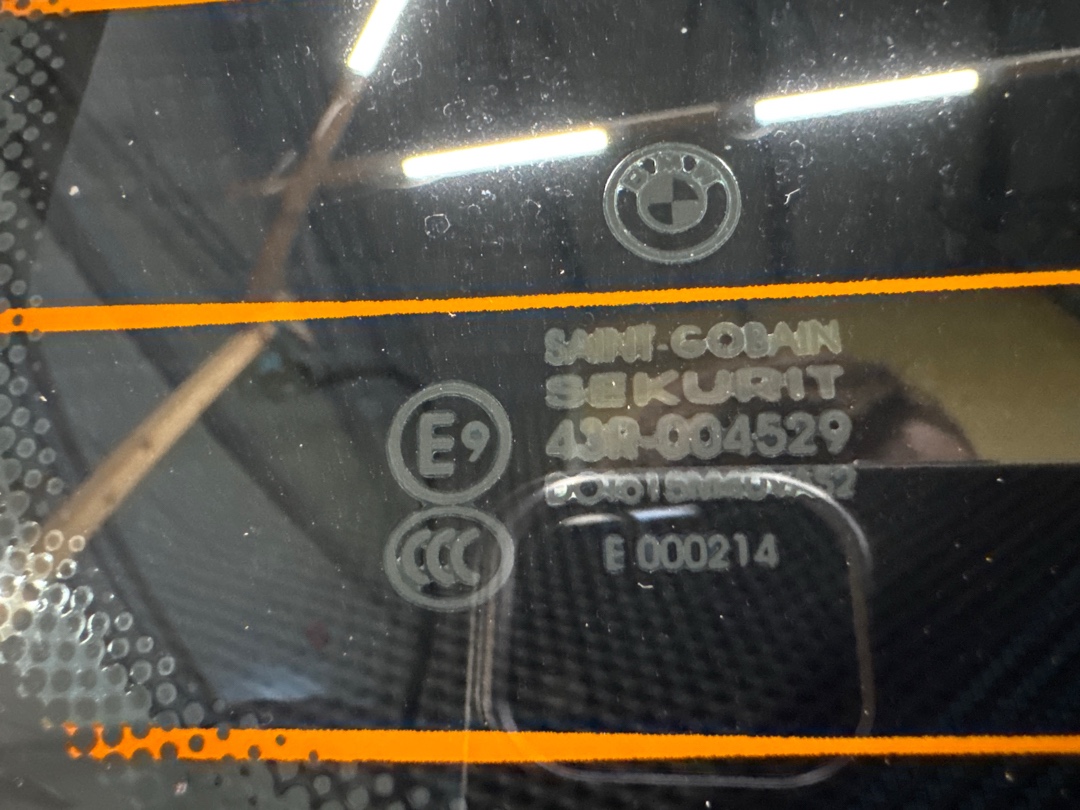 BMW
SAINT-GOBAIN
SEKURIT
E9
43R-004529
CCC
E 000214